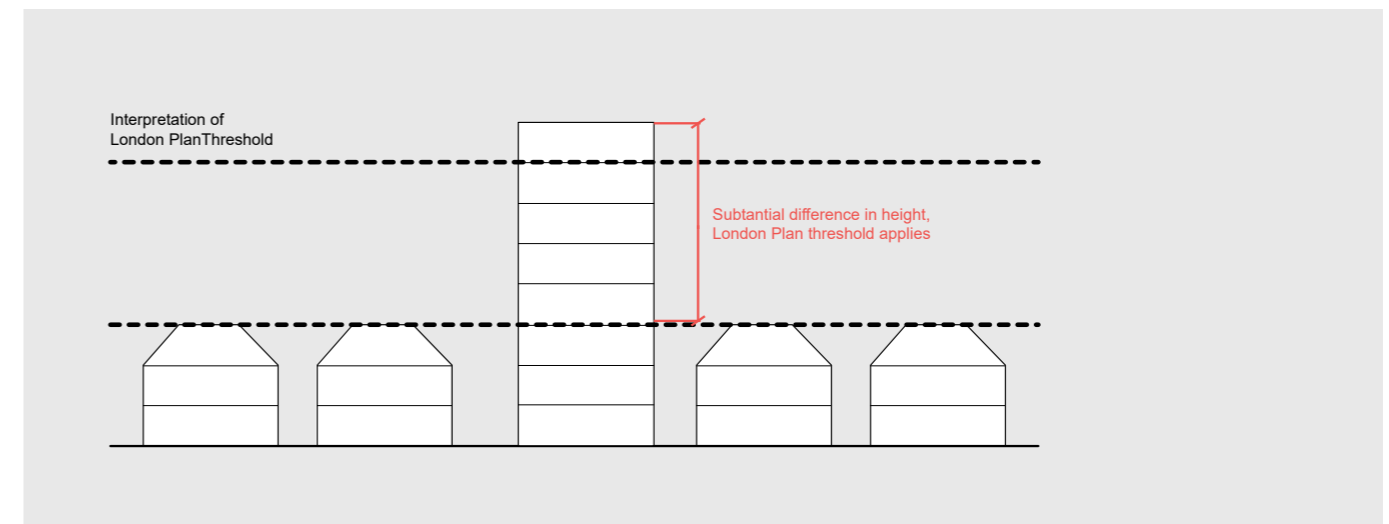 Interpretation of
London PlanThreshold
Subtantial difference in height,
London Plan threshold applies